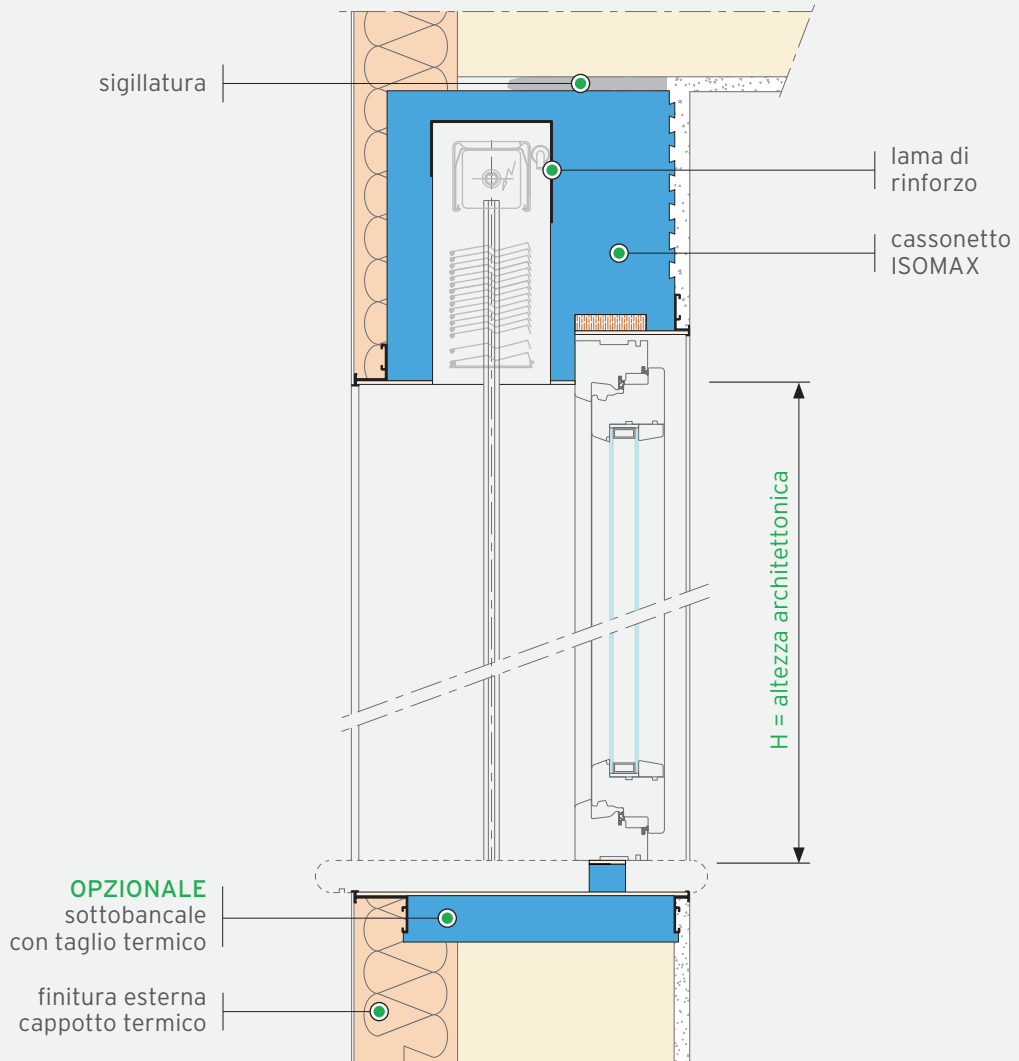 sigillatura
lama di
rinforzo
cassonetto
ISOMAX
H = altezza architettonica
OPZIONALE
sottobancale
con taglio termico
finitura esterna
cappotto termico